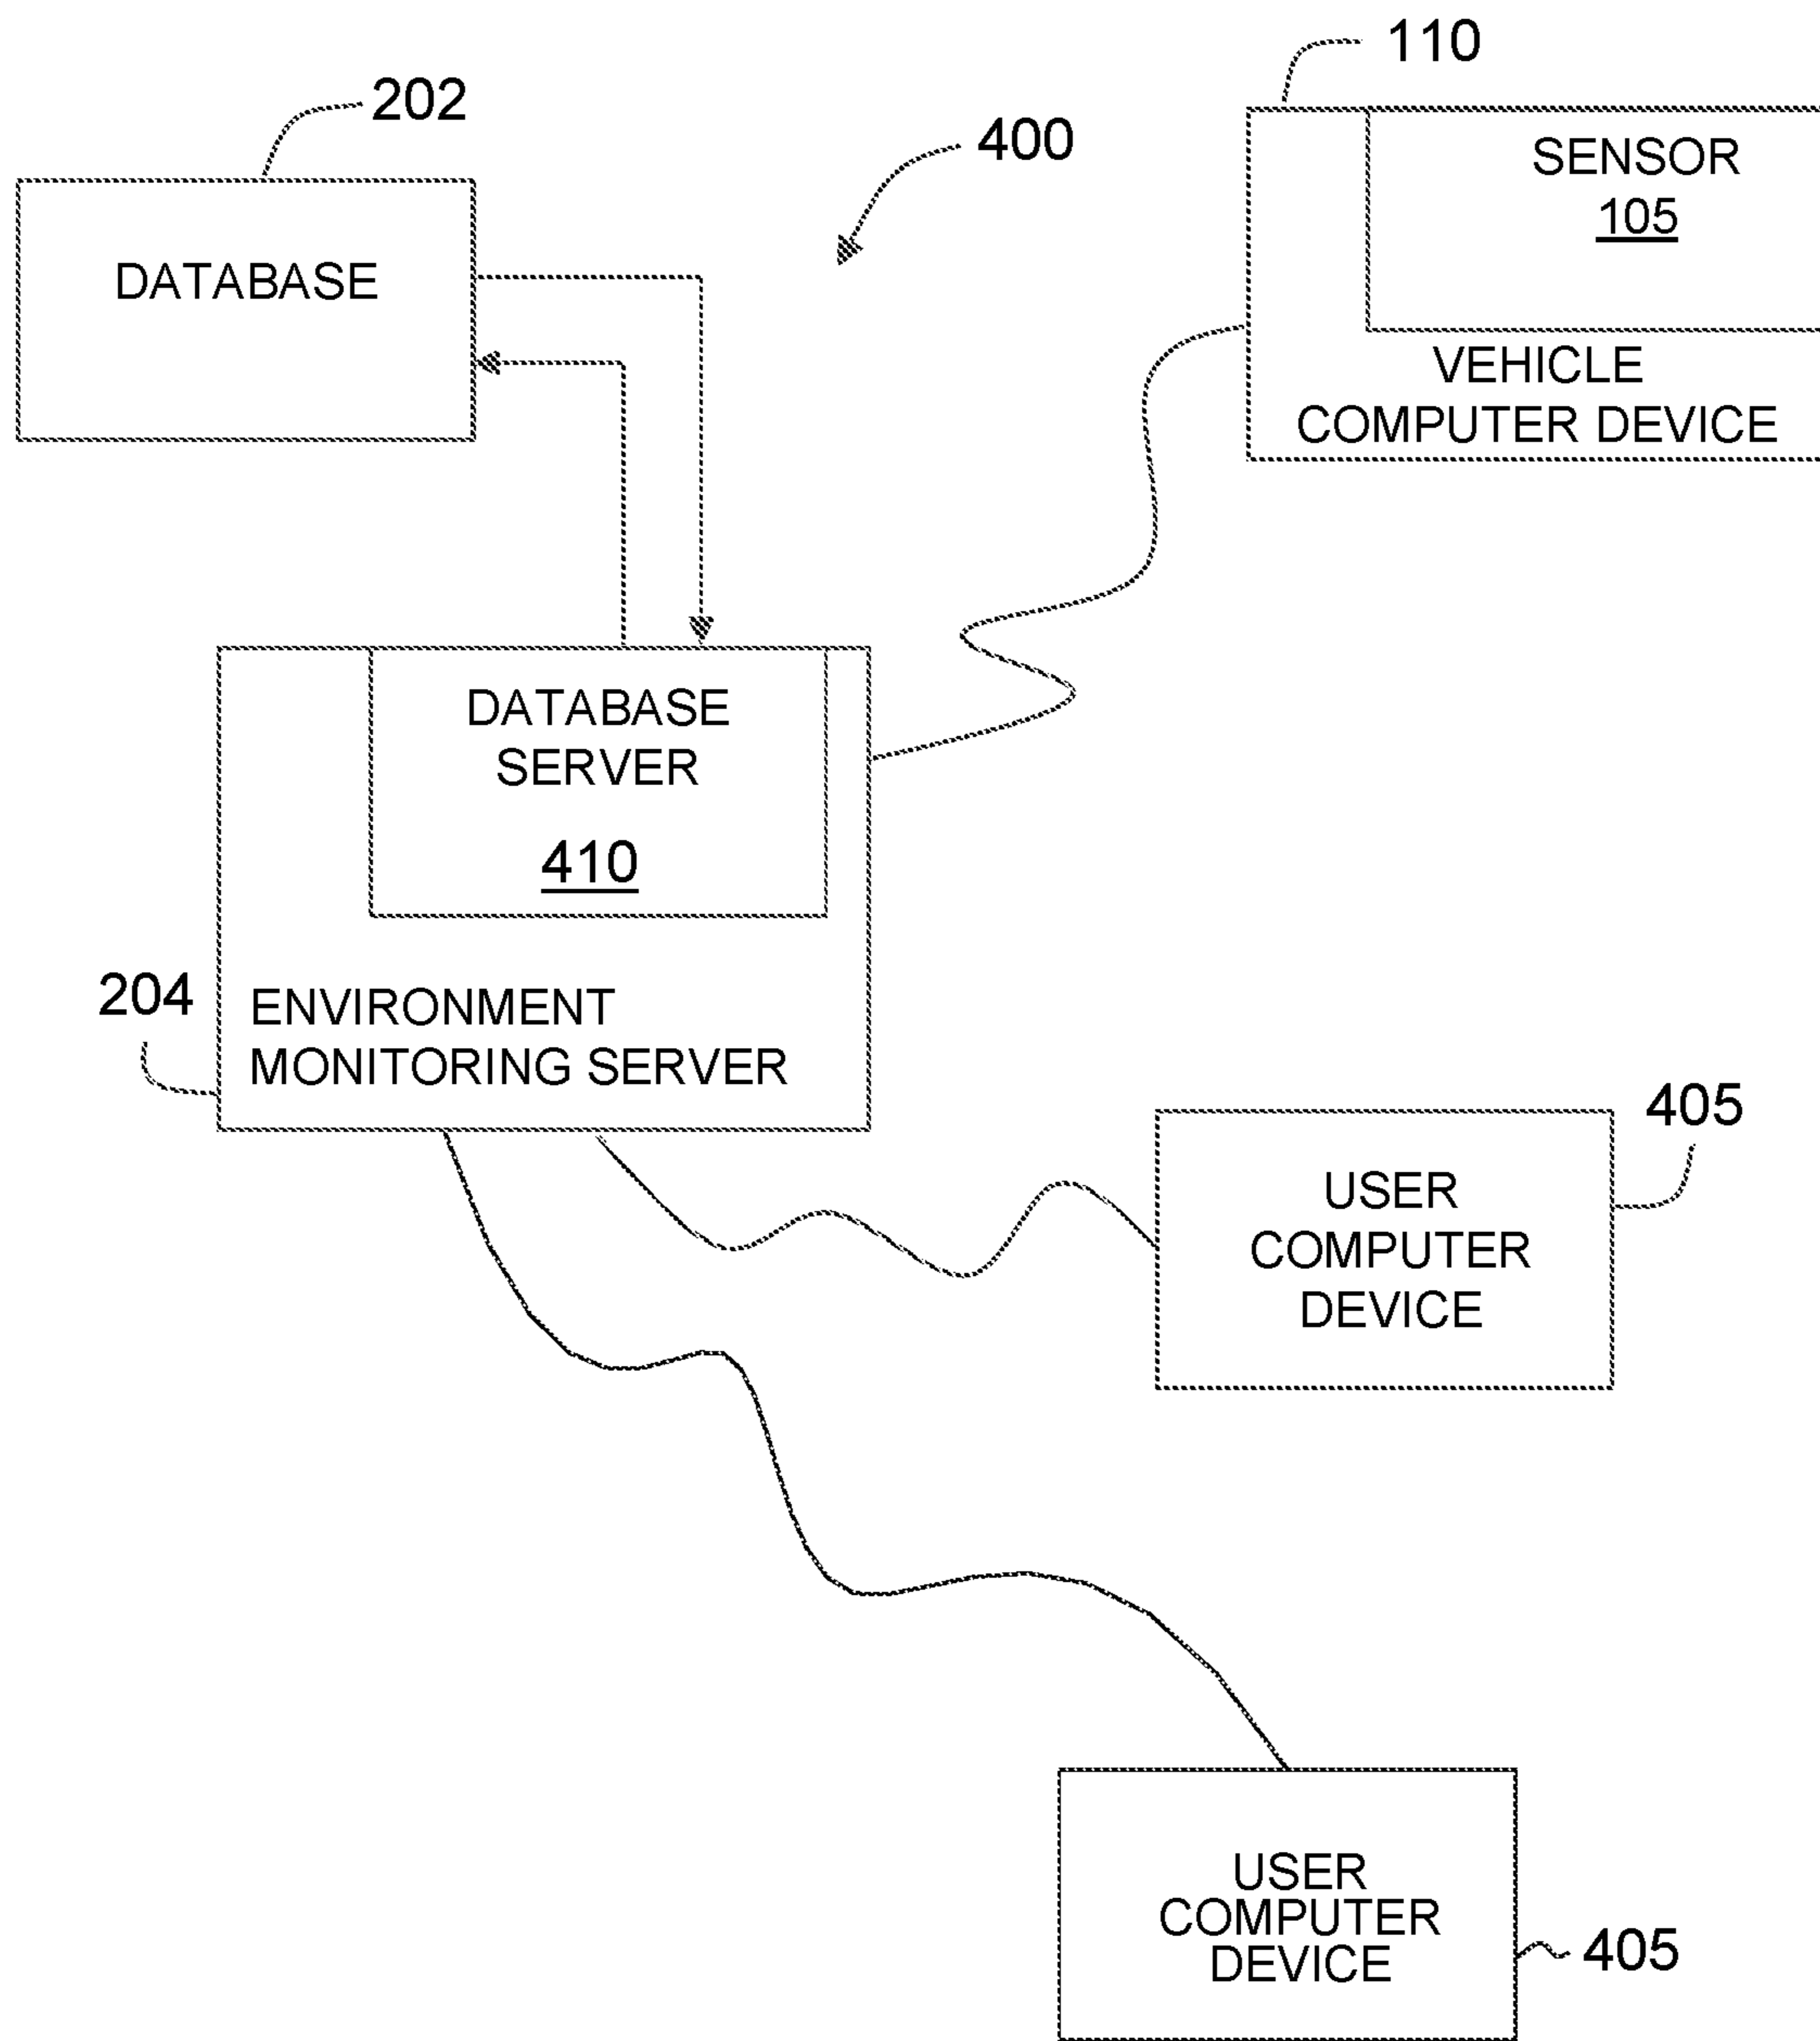 110
202
400
SENSOR
105
DATABASE
VEHICLE
COMPUTER DEVICE
DATABASE
SERVER
410
204
ENVIRONMENT
MONITORING SERVER
405
USER
COMPUTER
DEVICE
USER
COMPUTER
DEVICE
405